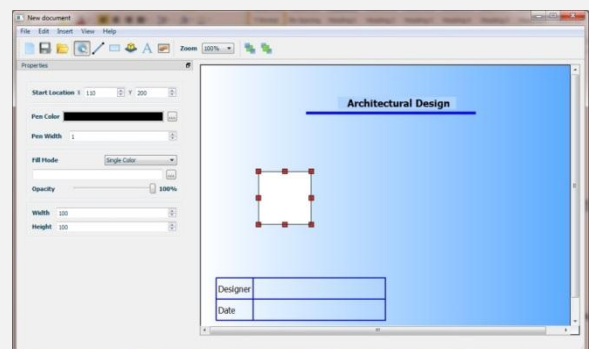 New document
File Edit Insert View Help
A Zoom 100%
Properties
Start Location X 110 Y 200
Pen Color ...
Pen Width 1
Fill Mode Single Color
...
Opacity 100%
Width 100
Height 100
Architectural Design
Designer
Date